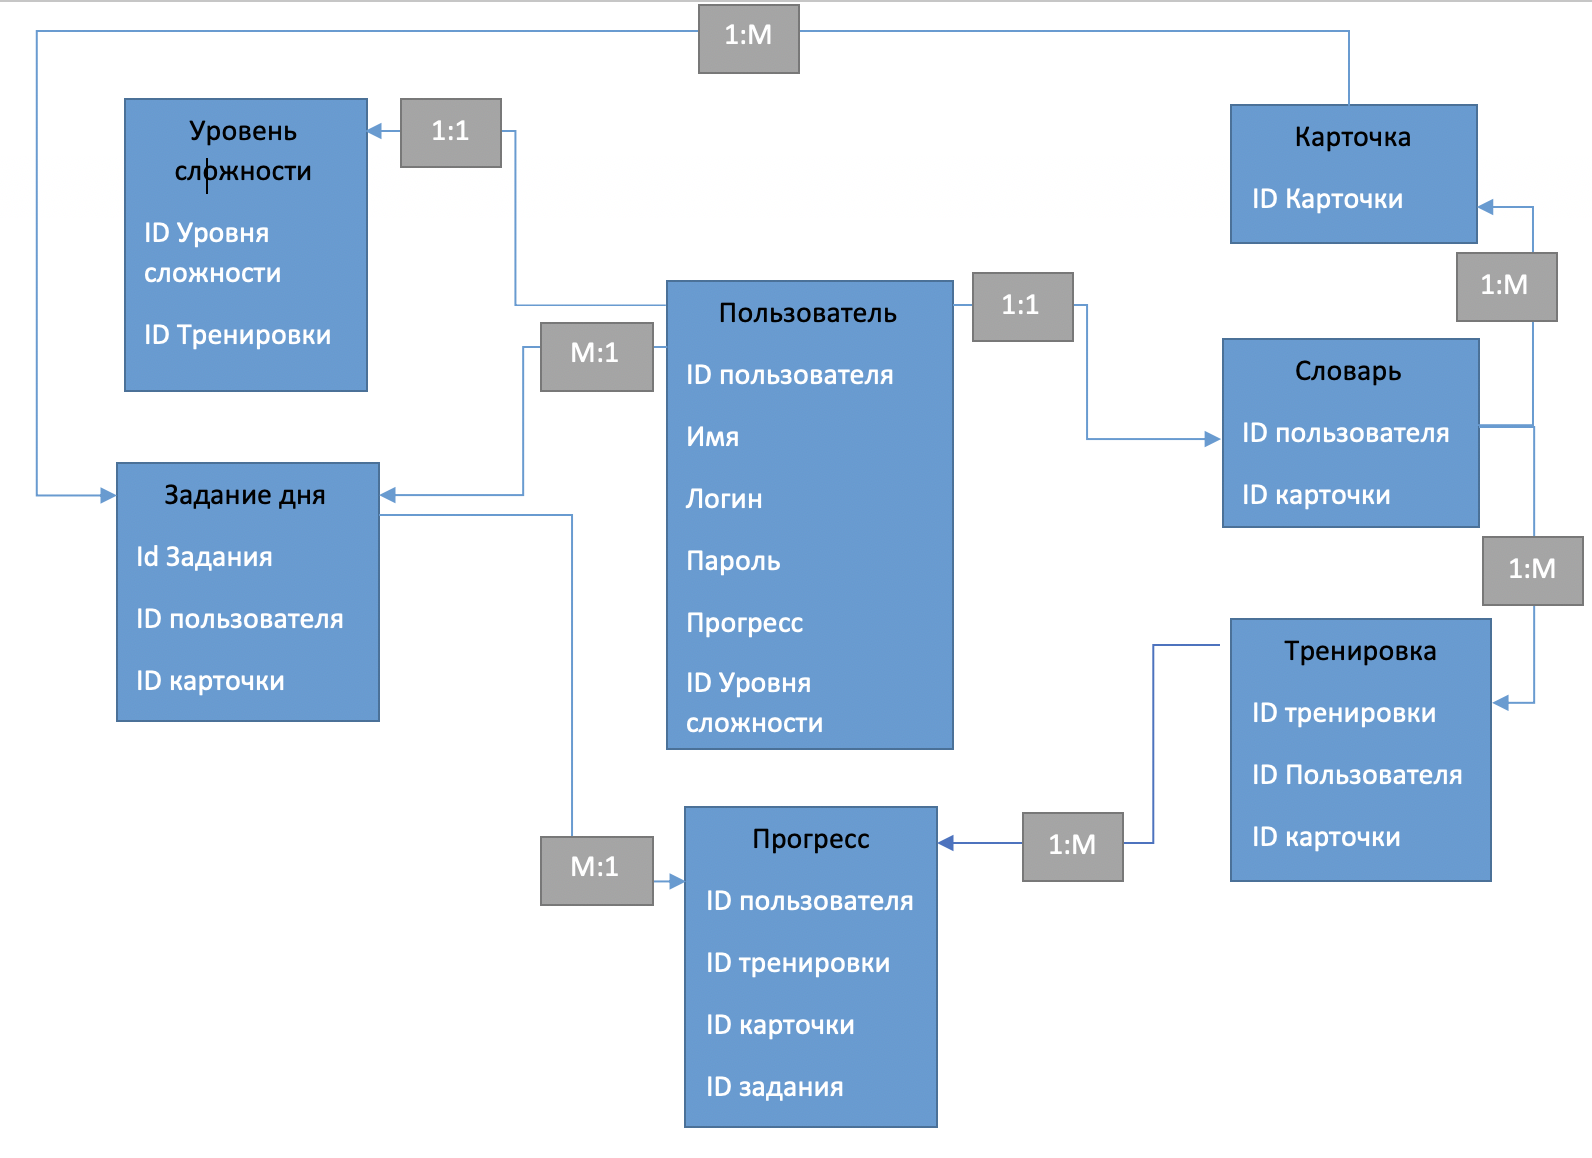 1:М
Уровень
сложности
ID Уровня
сложности
ID Тренировки
1:1
Карточка
ID Карточки
1:М
Пользователь
ID пользователя
Имя
Логин
Пароль
Прогресс
ID Уровня
сложности
1:1
М:1
Словарь
ID пользователя
ID карточки
Задание дня
Id Задания
ID пользователя
ID карточки
1:М
Тренировка
ID тренировки
ID Пользователя
ID карточки
М:1
Прогресс
ID пользователя
ID тренировки
ID карточки
ID задания
1:М